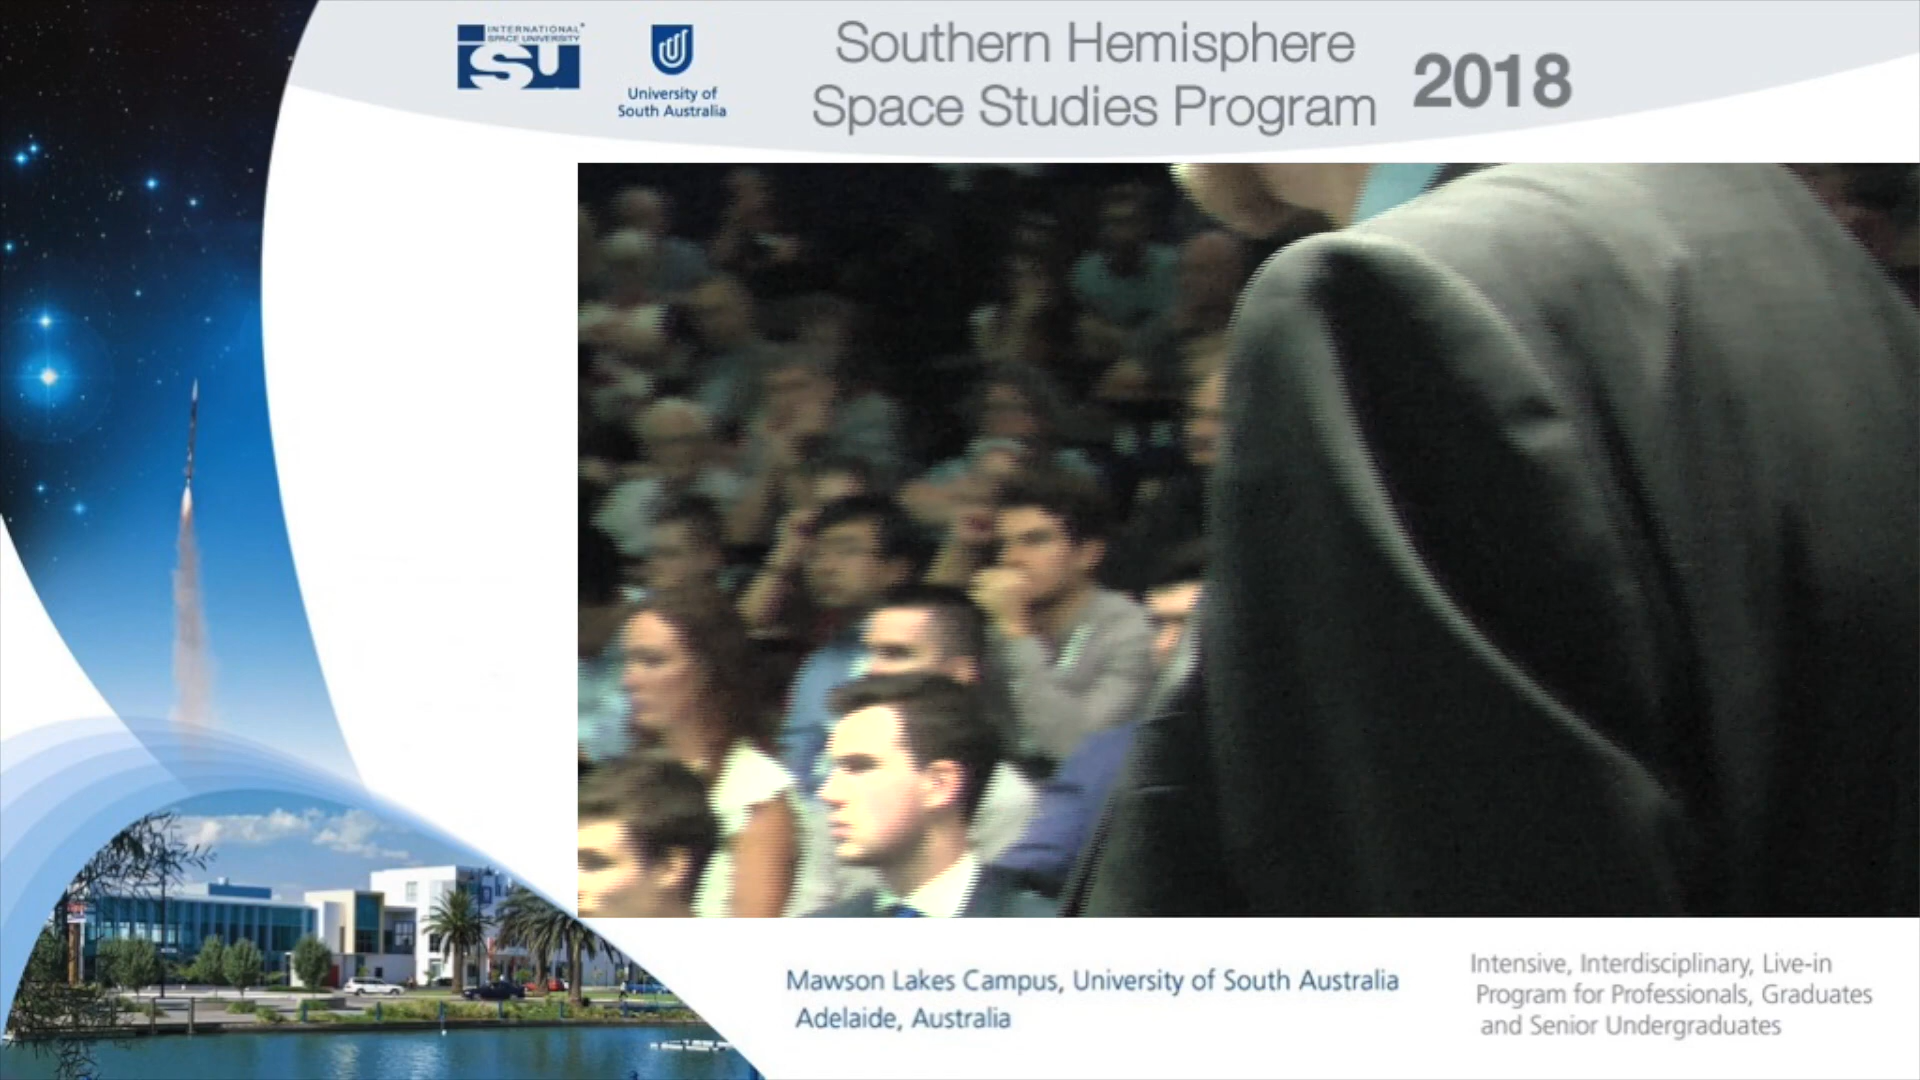 INTERNATIONAL
SPACE UNIVERSITY
iSU
University of
South Australia
Southern Hemisphere
Space Studies Program
2018
Mawson Lakes Campus, University of South Australia
Adelaide, Australia
Intensive, Interdisciplinary, Live-in
Program for Professionals, Graduates
and Senior Undergraduates